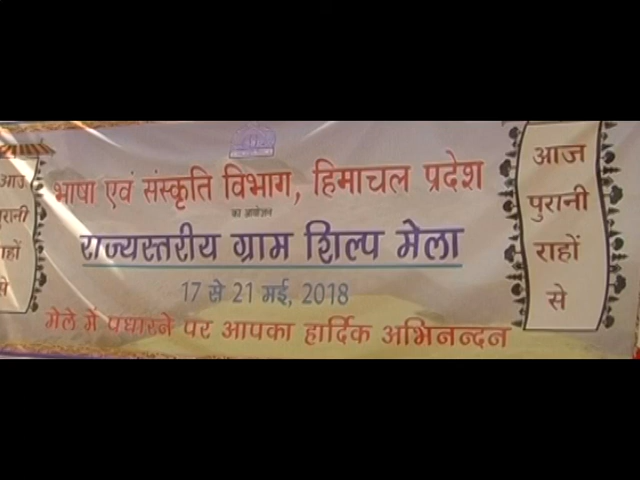 भाषा एवं संस्कृति विभाग, हिमाचल प्रदेश
का आयोजन
राज्यस्तरीय ग्राम शिल्प मेला
17 से 21 मई, 2018
मेले में पधारने पर आपका हार्दिक अभिनन्दन
आज
पुरानी
राहों
से